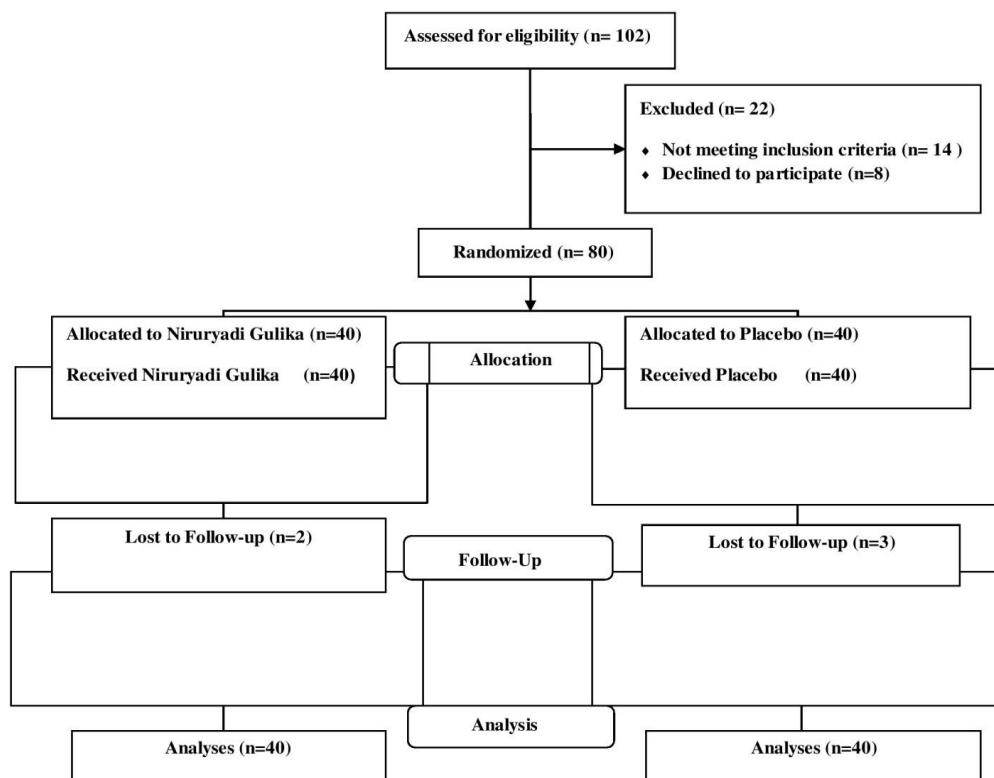 Assessed for eligibility (n= 102)
Excluded (n= 22)
♦ Not meeting inclusion criteria (n= 14 )
♦ Declined to participate (n=8)
Randomized (n= 80)
Allocated to Niruryadi Gulika (n=40)
Received Niruryadi Gulika (n=40)
Allocation
Allocated to Placebo (n=40)
Received Placebo (n=40)
Lost to Follow-up (n=2)
Follow-Up
Lost to Follow-up (n=3)
Analysis
Analyses (n=40)
Analyses (n=40)